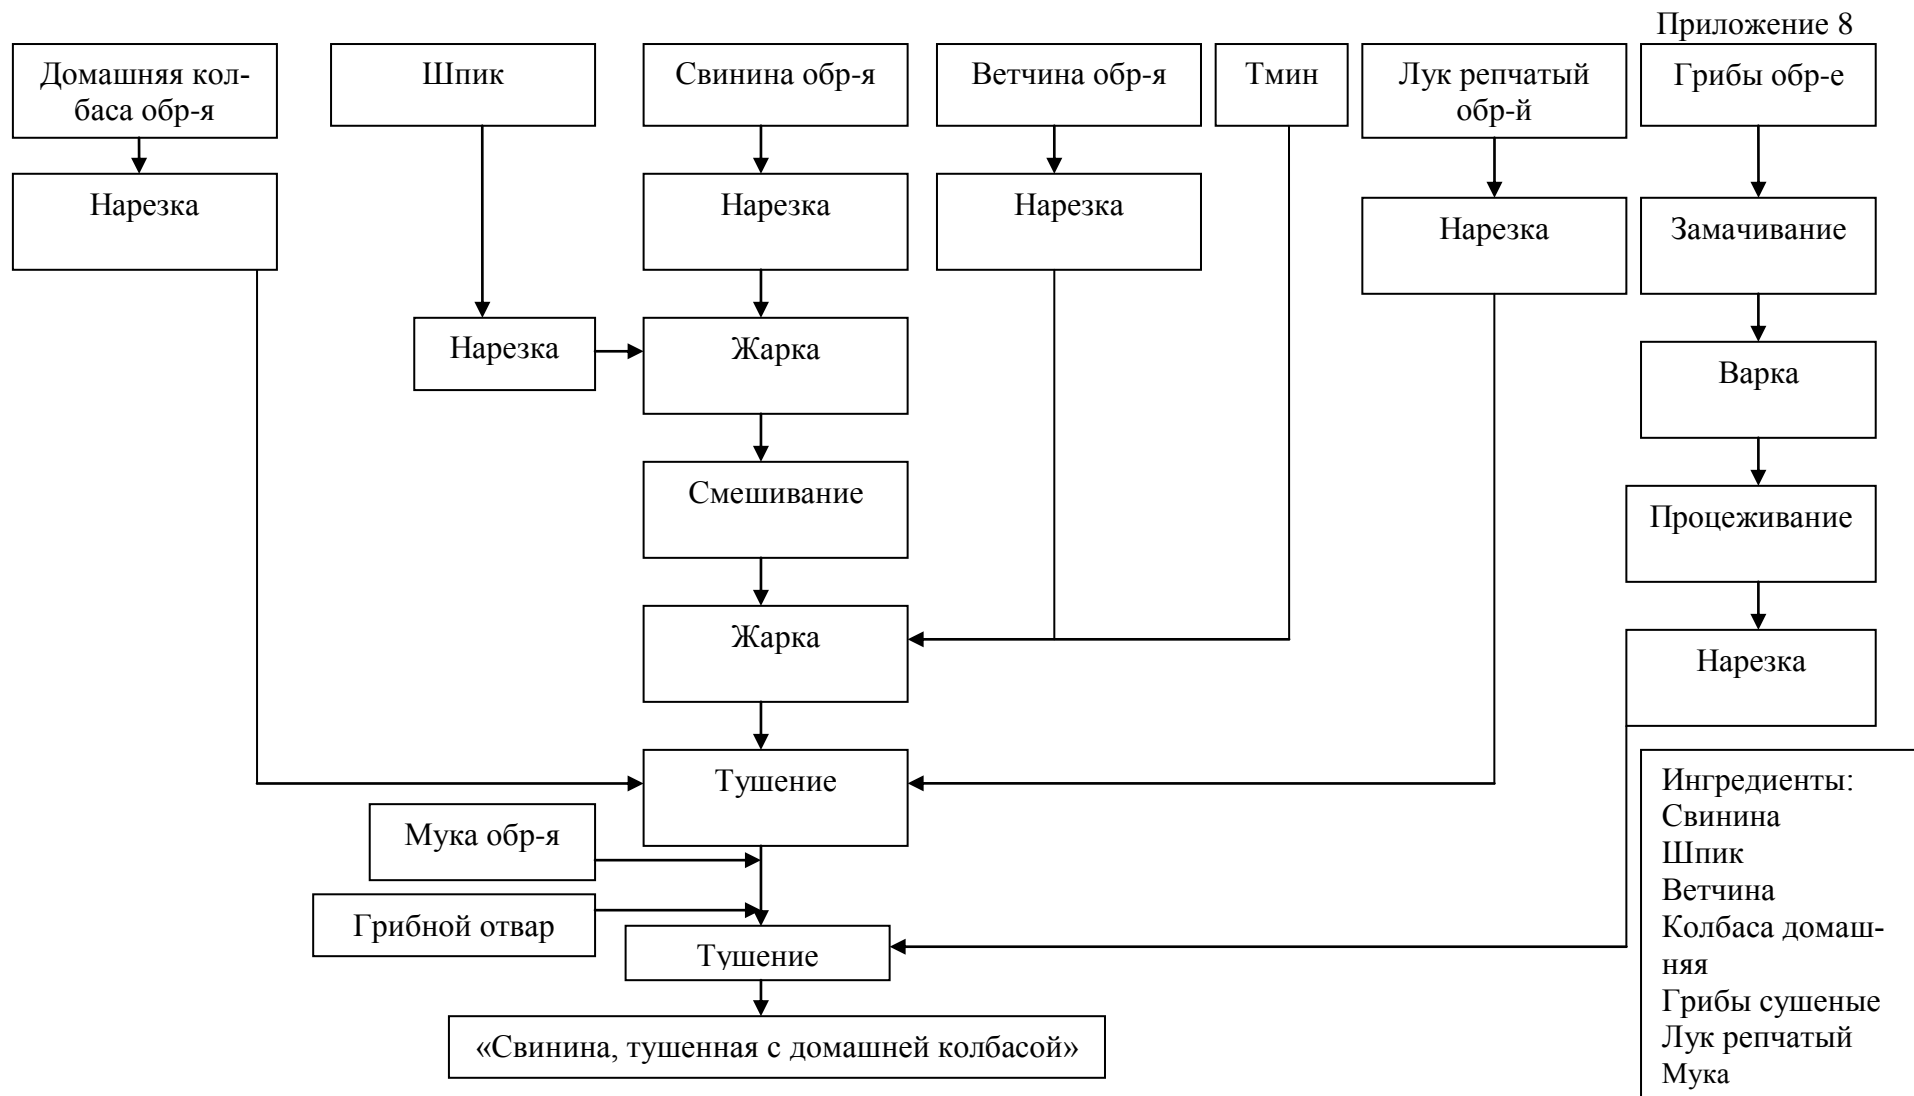 Приложение 8
Домашняя кол-
баса обр-я
Шпик
Свинина обр-я
Ветчина обр-я
Тмин
Лук репчатый
обр-й
Грибы обр-е
Нарезка
Нарезка
Нарезка
Нарезка
Замачивание
Нарезка
Жарка
Варка
Смешивание
Процеживание
Жарка
Нарезка
Тушение
Мука обр-я
Грибной отвар
Тушение
«Свинина, тушенная с домашней колбасой»
Ингредиенты:
Свинина
Шпик
Ветчина
Колбаса домаш-
няя
Грибы сушеные
Лук репчатый
Мука